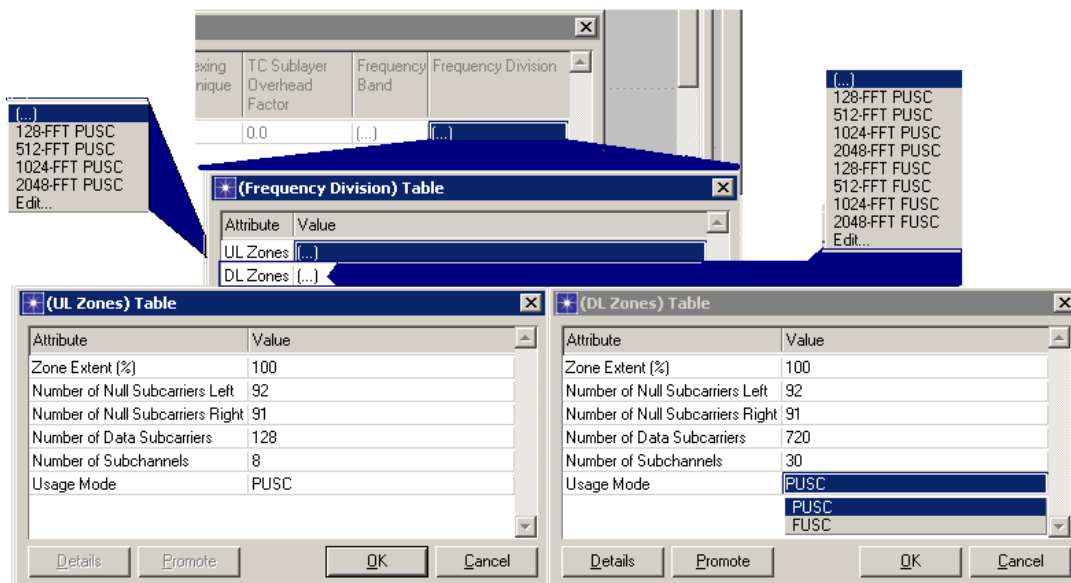 exing TC Sublayer Frequency Frequency Division
nique Overhead Band
Factor
0.0 (...) (...)
(...)
128-FFT PUSC
512-FFT PUSC
1024-FFT PUSC
2048-FFT PUSC
Edit...
(...)
128-FFT PUSC
512-FFT PUSC
1024-FFT PUSC
2048-FFT PUSC
128-FFT FUSC
512-FFT FUSC
1024-FFT FUSC
2048-FFT FUSC
Edit...
(Frequency Division) Table
Attribute Value
UL Zones (...)
DL Zones (...)
(UL Zones) Table
Attribute Value
Zone Extent (%) 100
Number of Null Subcarriers Left 92
Number of Null Subcarriers Right 91
Number of Data Subcarriers 128
Number of Subchannels 8
Usage Mode PUSC
Details Promote OK Cancel
(DL Zones) Table
Attribute Value
Zone Extent (%) 100
Number of Null Subcarriers Left 92
Number of Null Subcarriers Right 91
Number of Data Subcarriers 720
Number of Subchannels 30
Usage Mode PUSC
PUSC
FUSC
Details Promote OK Cancel